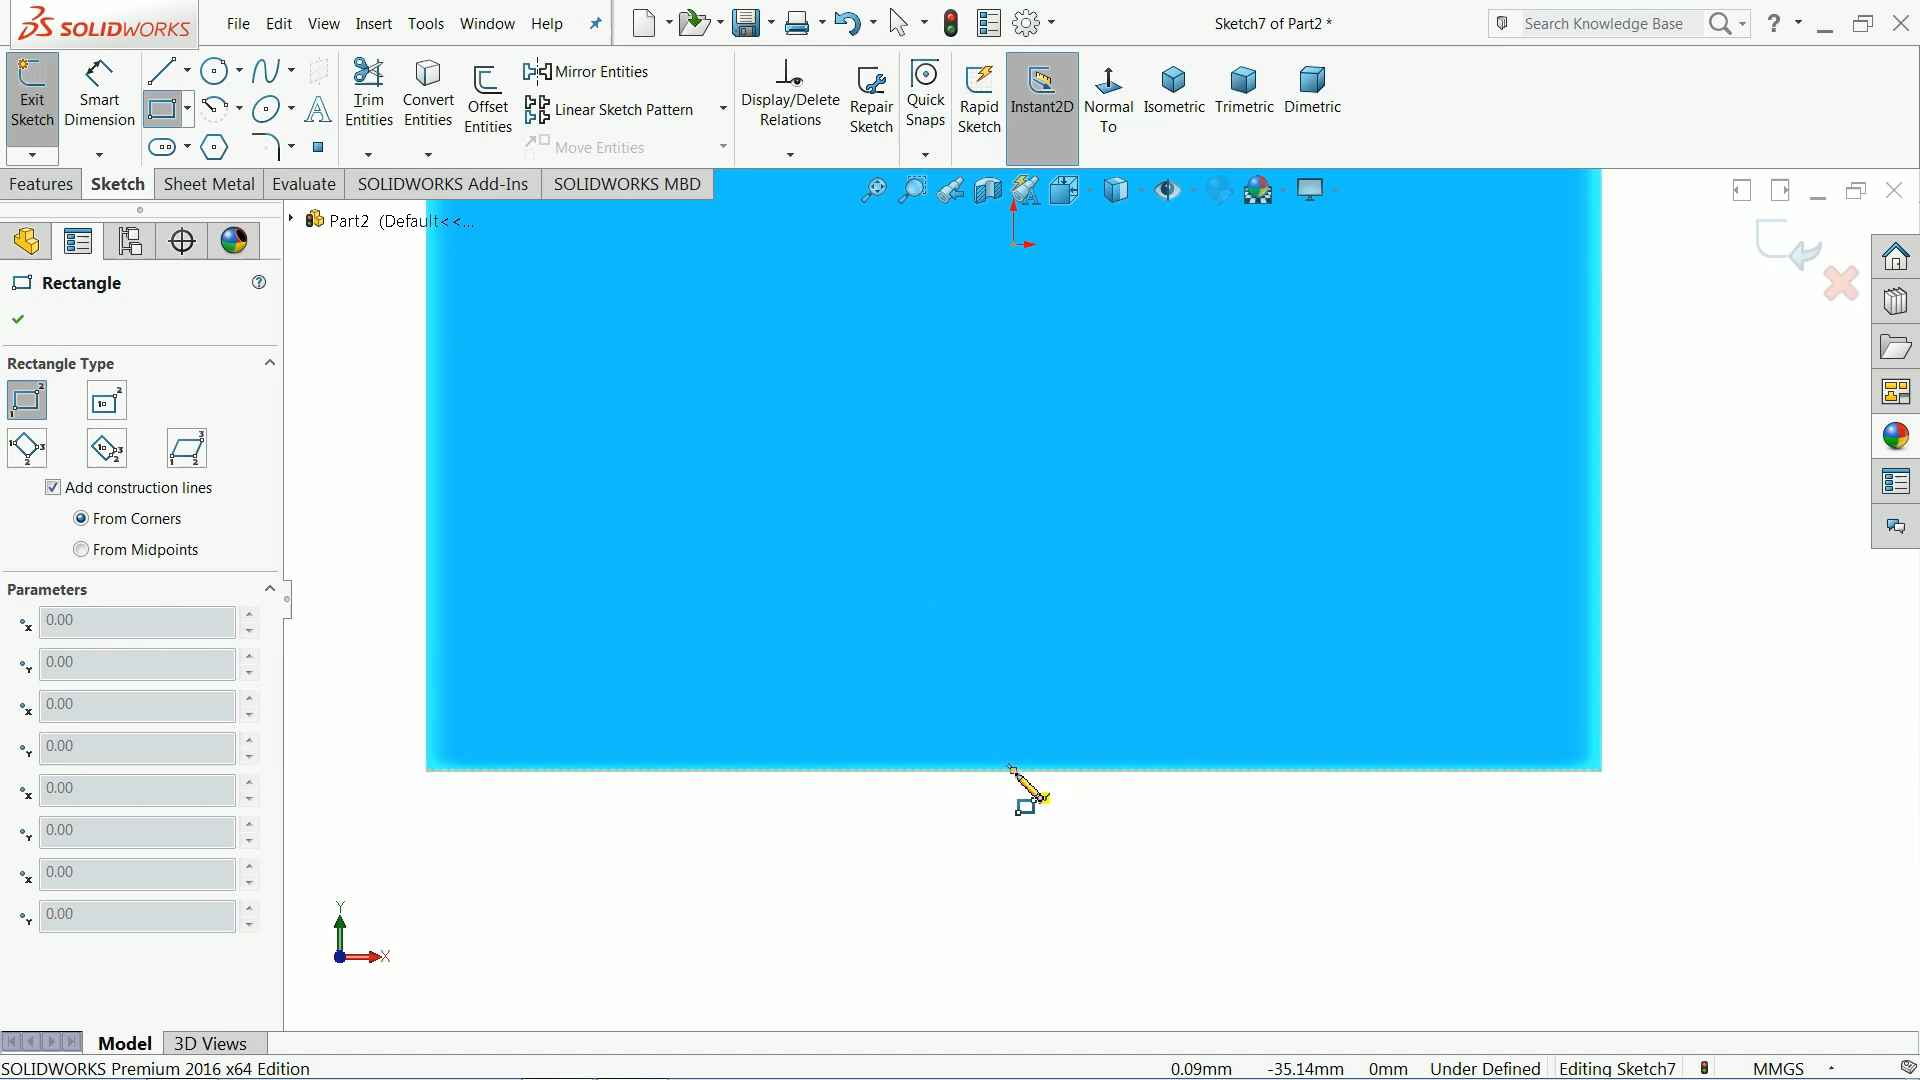 SOLIDWORKS
File Edit View Insert Tools Window Help
Sketch7 of Part2 *
Search Knowledge Base
?
Exit Sketch
Smart Dimension
Trim Entities
Convert Entities
Offset Entities
Mirror Entities
Linear Sketch Pattern
Move Entities
Display/Delete Relations
Repair Sketch
Quick Snaps
Rapid Sketch
Instant2D
Normal To
Isometric
Trimetric
Dimetric
Features Sketch Sheet Metal Evaluate SOLIDWORKS Add-Ins SOLIDWORKS MBD
Part2 (Default<<...
Rectangle
Rectangle Type
Add construction lines
From Corners
From Midpoints
Parameters
x 0.00
Y 0.00
x 0.00
Y 0.00
x 0.00
Y 0.00
x 0.00
Y 0.00
Y
X
Model 3D Views
SOLIDWORKS Premium 2016 x64 Edition 0.09mm -35.14mm 0mm Under Defined Editing Sketch7 MMGS